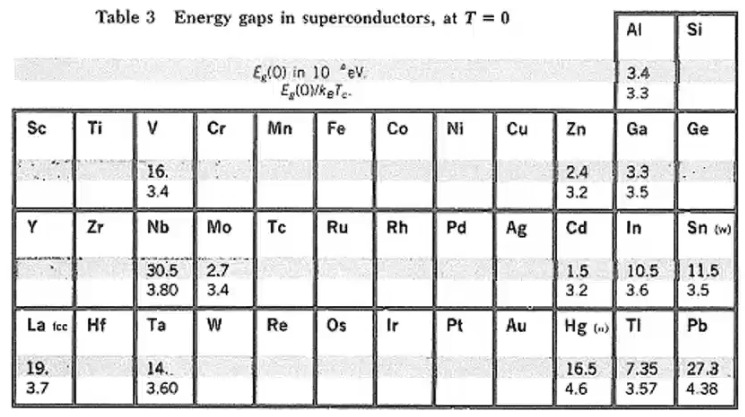 Table 3 Energy gaps in superconductors, at T = 0
Al Si
E_g(0) in 10⁻⁴eV.
E_g(0)/k_BT_c.
3.4
3.3
Sc Ti V Cr Mn Fe Co Ni Cu Zn Ga Ge
16. 2.4 3.3
3.4 3.2 3.5
Y Zr Nb Mo Tc Ru Rh Pd Ag Cd In Sn (w)
30.5 2.7 1.5 10.5 11.5
3.80 3.4 3.2 3.6 3.5
La fcc Hf Ta W Re Os Ir Pt Au Hg (α) Tl Pb
19. 14. 16.5 7.35 27.3
3.7 3.60 4.6 3.57 4.38